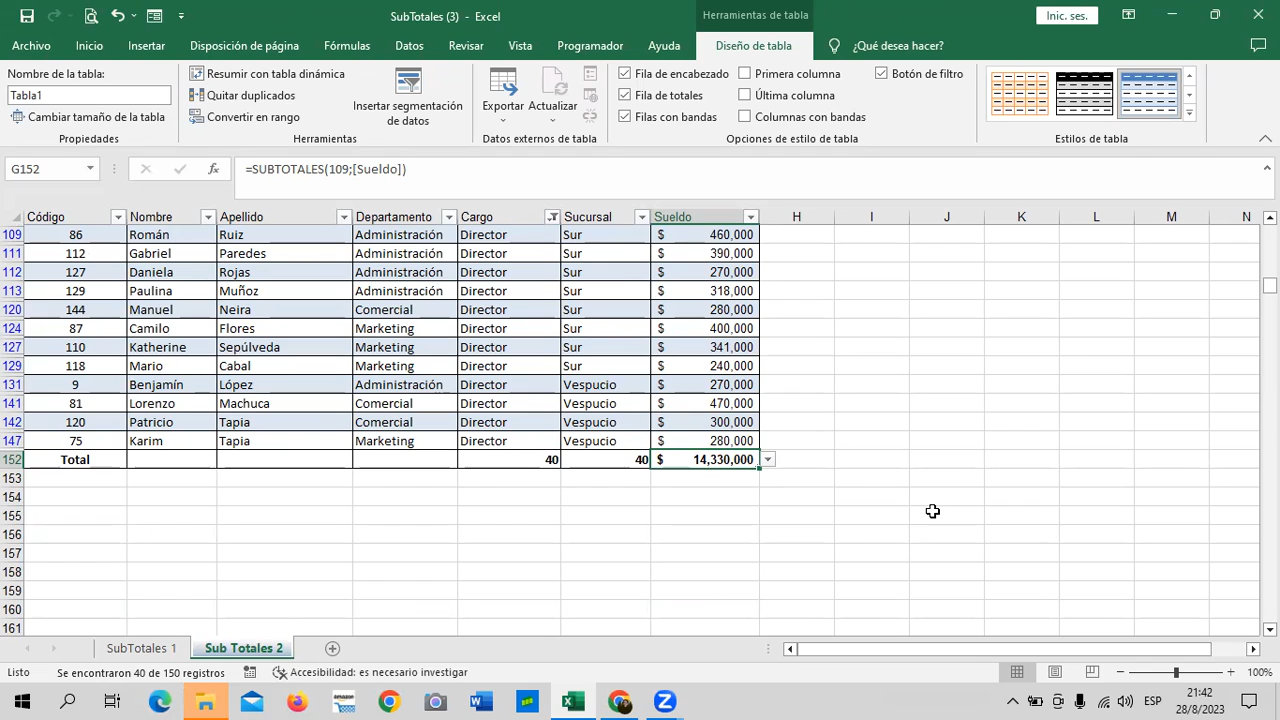 SubTotales (3) - Excel
Herramientas de tabla
Inic. ses.
Archivo Inicio Insertar Disposición de página Fórmulas Datos Revisar Vista Programador Ayuda Diseño de tabla ¿Qué desea hacer?
Nombre de la tabla:
Tabla1
Cambiar tamaño de la tabla
Propiedades
Resumir con tabla dinámica
Quitar duplicados
Convertir en rango
Insertar segmentación
de datos
Herramientas
Exportar Actualizar
Datos externos de tabla
Fila de encabezado Primera columna Botón de filtro
Fila de totales Última columna
Filas con bandas Columnas con bandas
Opciones de estilo de tabla
Estilos de tabla
G152 fx =SUBTOTALES(109;[Sueldo])
Código Nombre Apellido Departamento Cargo Sucursal Sueldo H I J K L M N
109 86 Román Ruiz Administración Director Sur $ 460,000
111 112 Gabriel Paredes Administración Director Sur $ 390,000
112 127 Daniela Rojas Administración Director Sur $ 270,000
113 129 Paulina Muñoz Administración Director Sur $ 318,000
120 144 Manuel Neira Comercial Director Sur $ 280,000
124 87 Camilo Flores Marketing Director Sur $ 400,000
127 110 Katherine Sepúlveda Marketing Director Sur $ 341,000
129 118 Mario Cabal Marketing Director Sur $ 240,000
131 9 Benjamín López Administración Director Vespucio $ 270,000
141 81 Lorenzo Machuca Comercial Director Vespucio $ 470,000
142 120 Patricio Tapia Comercial Director Vespucio $ 300,000
147 75 Karim Tapia Marketing Director Vespucio $ 280,000
152 Total 40 40 $ 14,330,000
153
154
155
156
157
158
159
160
161
SubTotales 1 Sub Totales 2
Listo Se encontraron 40 de 150 registros Accesibilidad: es necesario investigar 100%
amazon ESP 21:42
28/8/2023